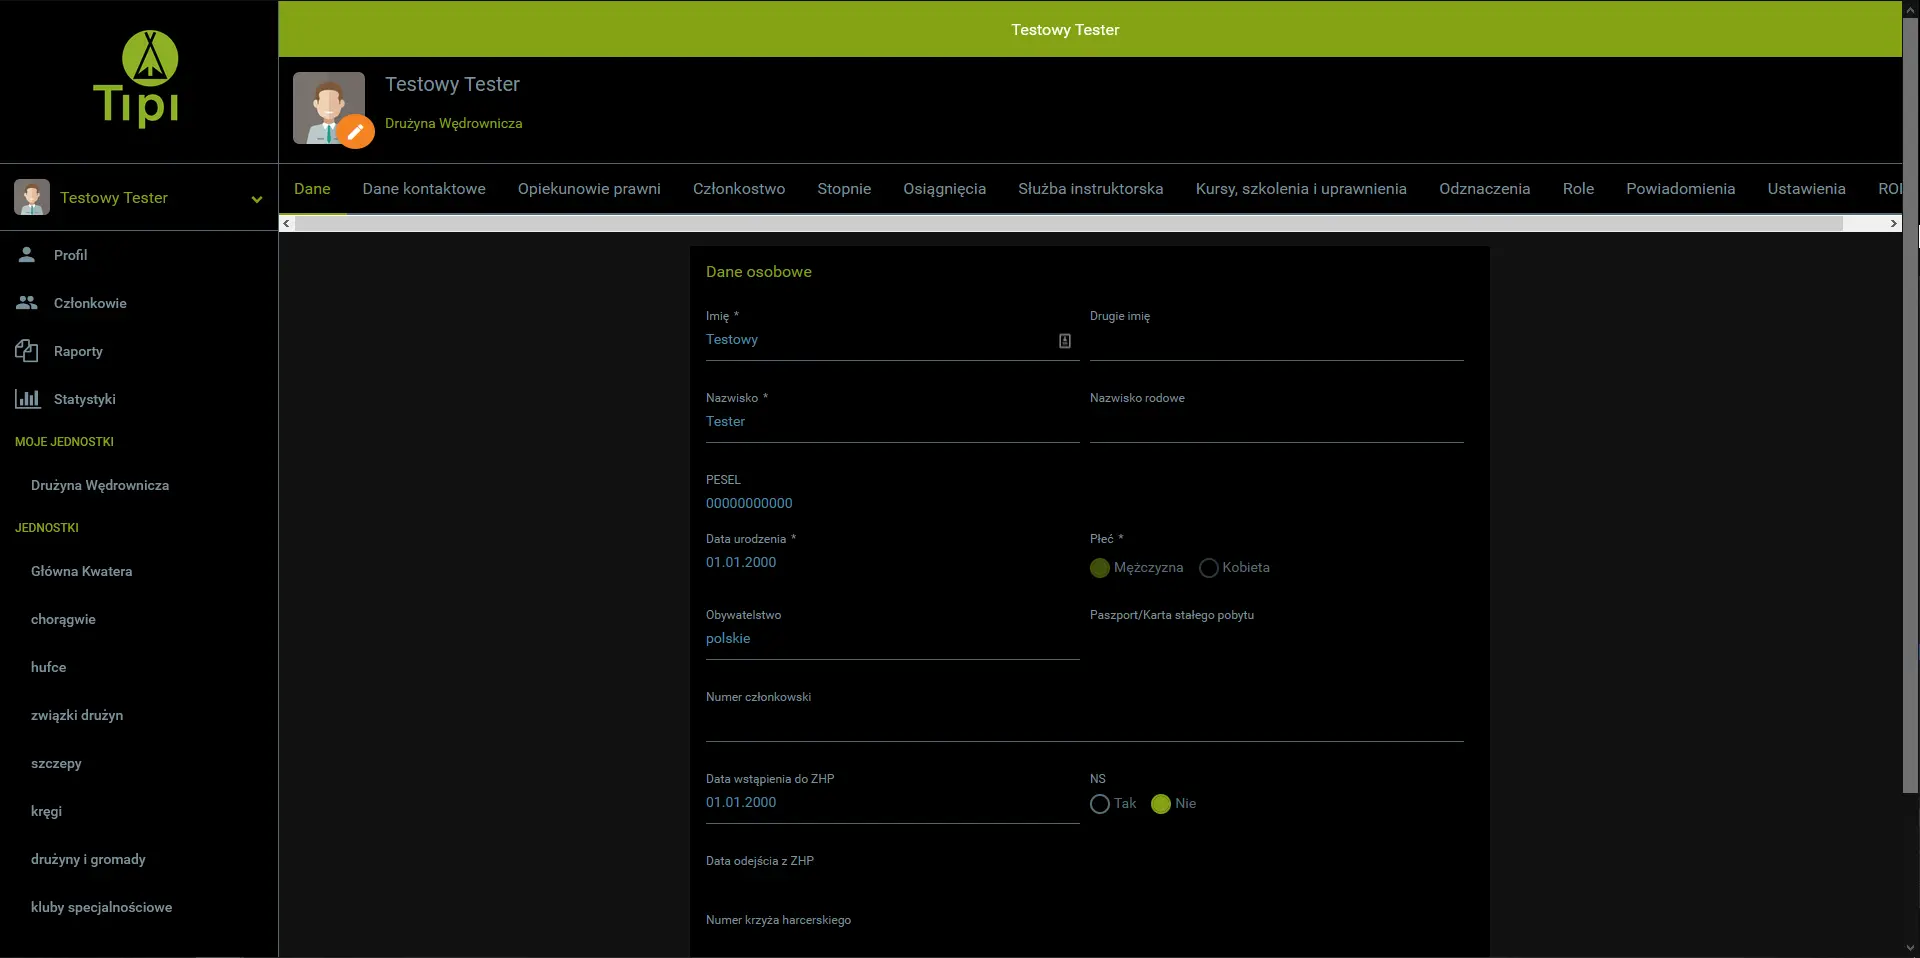 Tipi
Testowy Tester
Profil
Członkowie
Raporty
Statystyki
MOJE JEDNOSTKI
Drużyna Wędrownicza
JEDNOSTKI
Główna Kwatera
chorągwie
hufce
związki drużyn
szczepy
kręgi
drużyny i gromady
kluby specjalnościowe
Testowy Tester
Testowy Tester
Drużyna Wędrownicza
Dane Dane kontaktowe Opiekunowie prawni Członkostwo Stopnie Osiągnięcia Służba instruktorska Kursy, szkolenia i uprawnienia Odznaczenia Role Powiadomienia Ustawienia
Dane osobowe
Imię * Drugie imię
Testowy
Nazwisko * Nazwisko rodowe
Tester
PESEL
00000000000
Data urodzenia * Płeć *
01.01.2000 Mężczyzna Kobieta
Obywatelstwo Paszport/Karta stałego pobytu
polskie
Numer członkowski
Data wstąpienia do ZHP NS
01.01.2000 Tak Nie
Data odejścia z ZHP
Numer krzyża harcerskiego